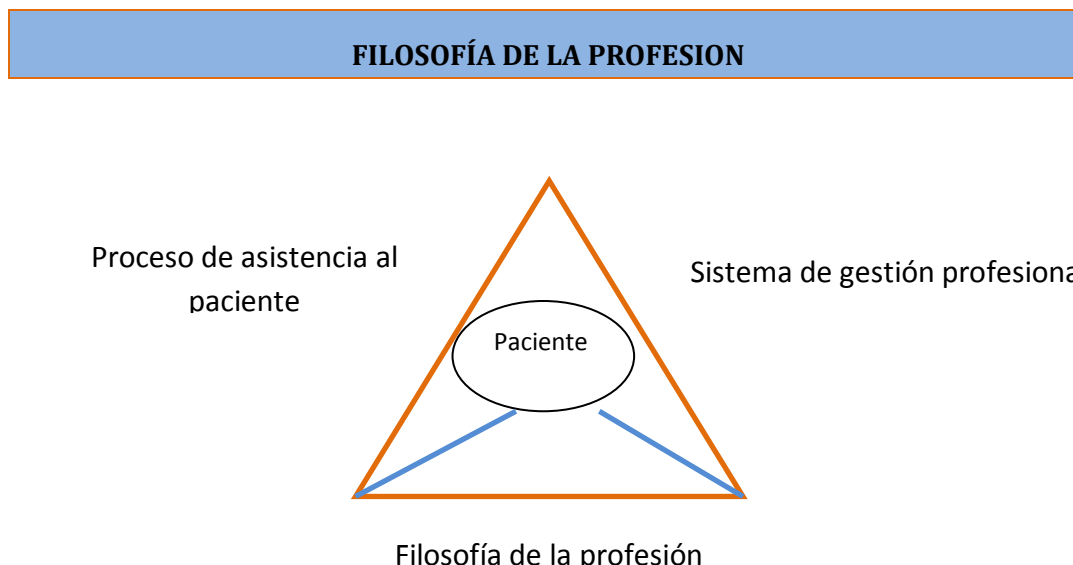 FILOSOFÍA DE LA PROFESION
Proceso de asistencia al
paciente
Sistema de gestión profesiona
Paciente
Filosofía de la profesión